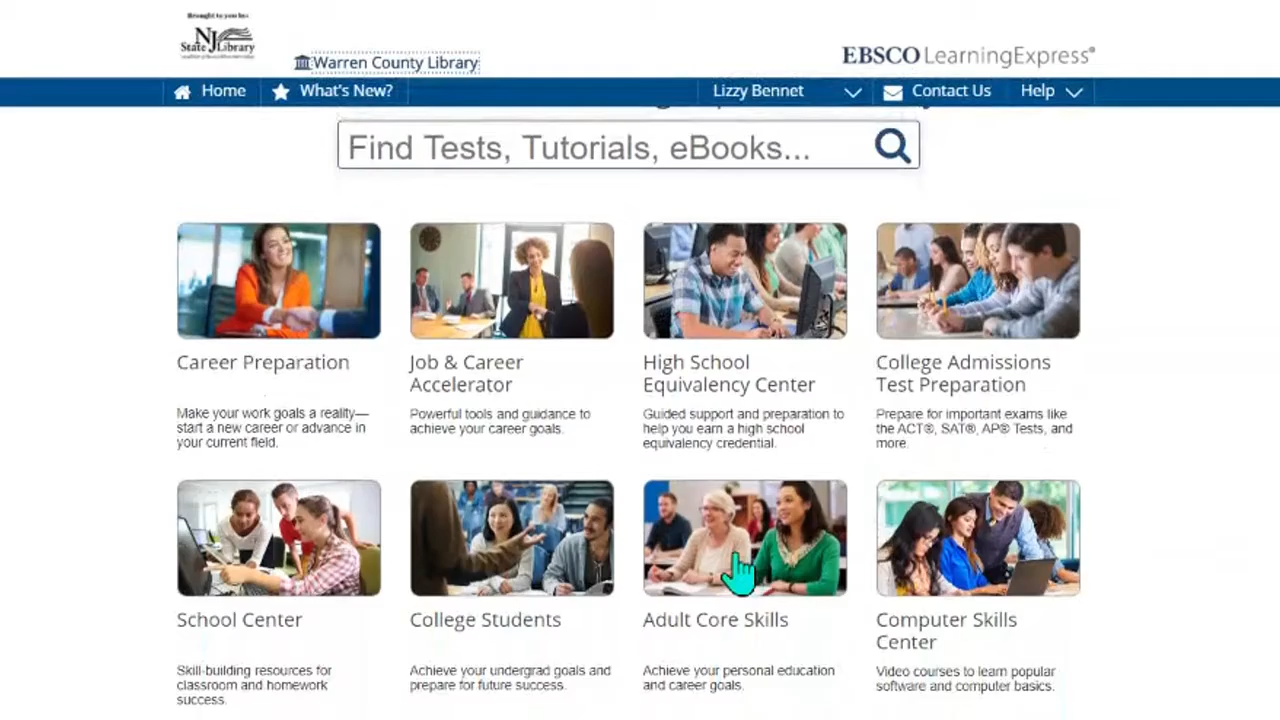 Brought to you by:
NJ
State Library
Warren County Library
EBSCO LearningExpress®
Home
What's New?
Lizzy Bennet
Contact Us
Help
Find Tests, Tutorials, eBooks...
Career Preparation
Make your work goals a reality—
start a new career or advance in
your current field.
Job & Career
Accelerator
Powerful tools and guidance to
achieve your career goals.
High School
Equivalency Center
Guided support and preparation to
help you earn a high school
equivalency credential.
College Admissions
Test Preparation
Prepare for important exams like
the ACT®, SAT®, AP® Tests, and
more.
School Center
Skill-building resources for
classroom and homework
success.
College Students
Achieve your undergrad goals and
prepare for future success.
Adult Core Skills
Achieve your personal education
and career goals.
Computer Skills
Center
Video courses to learn popular
software and computer basics.